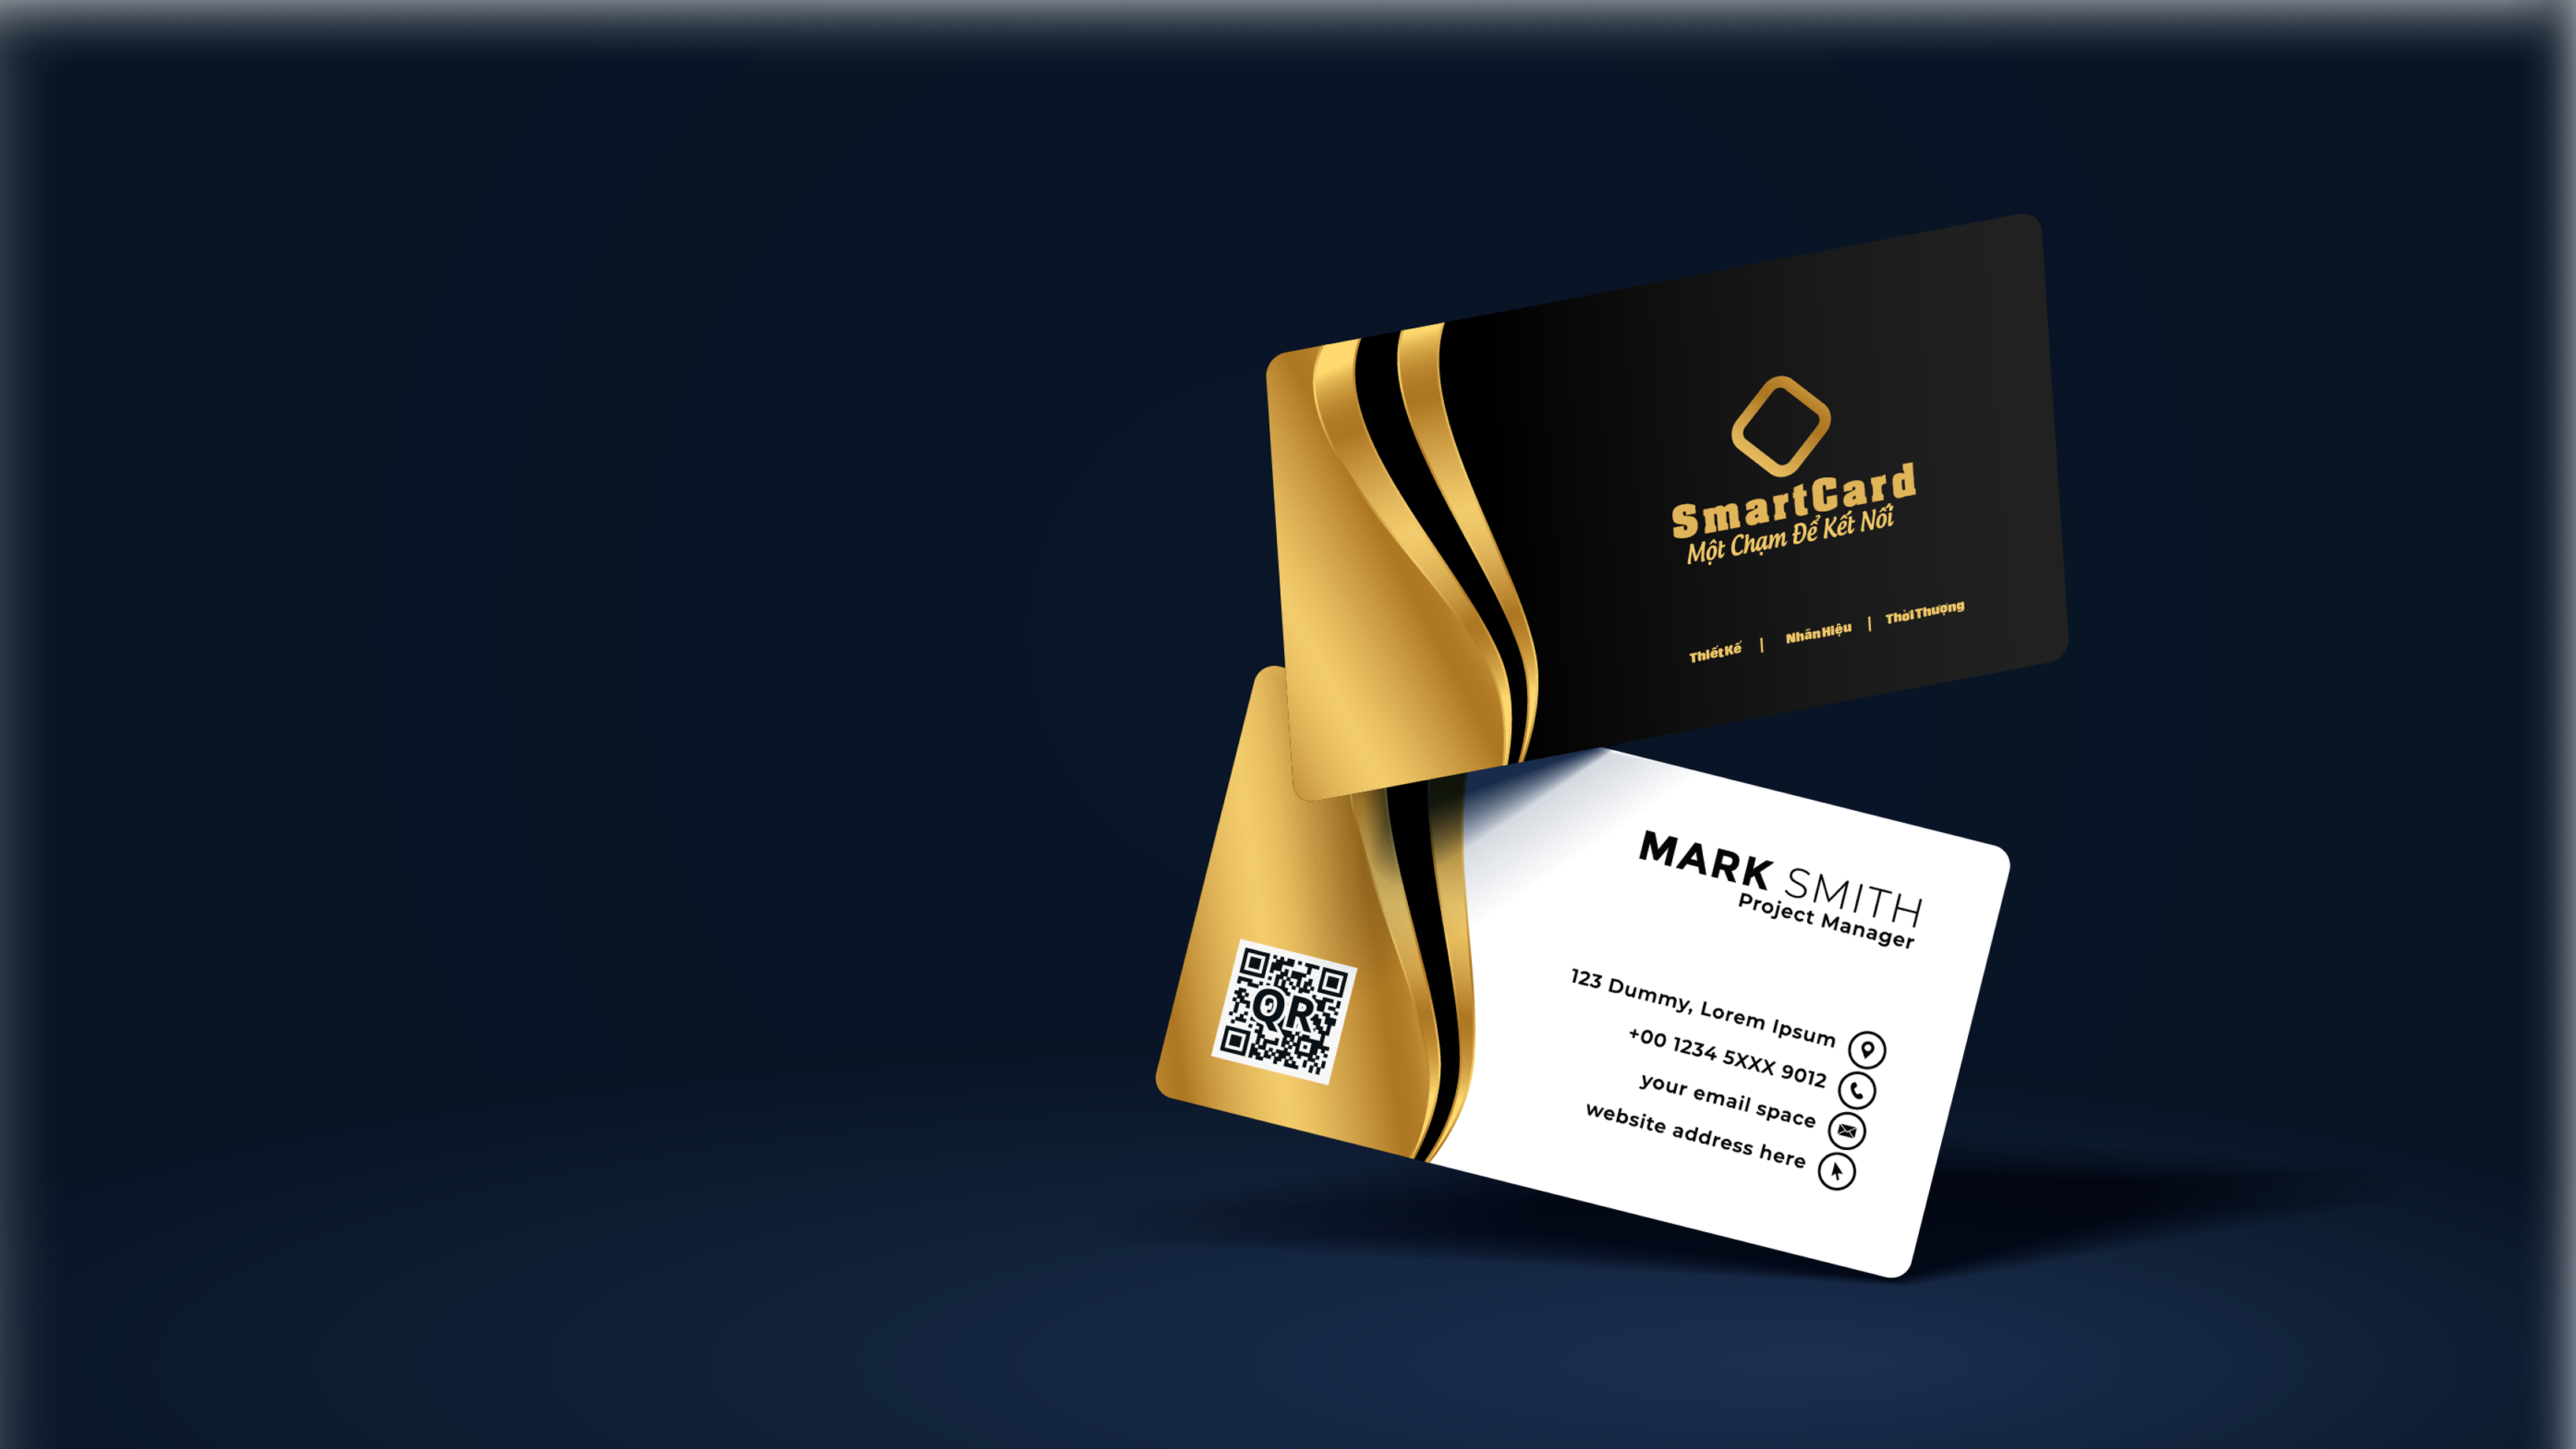 SmartCard
Một Chạm Để Kết Nối
Thiết Kế | Nhãn Hiệu | Thời Thượng
MARK SMITH
Project Manager
123 Dummy, Lorem Ipsum
+00 1234 5XXX 9012
your email space
website address here
QR